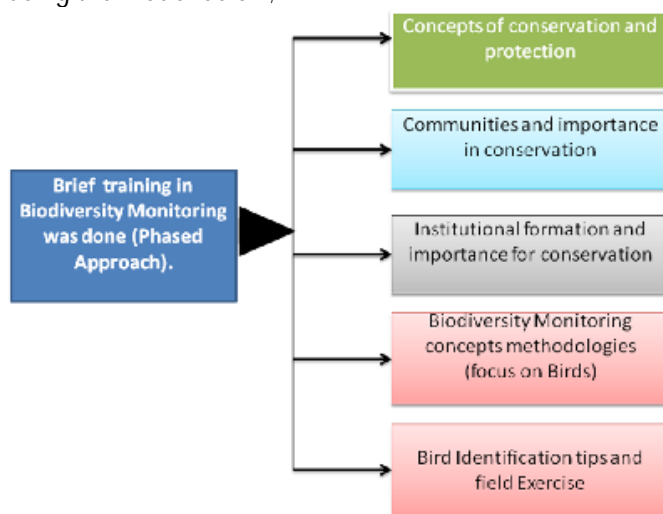 Concepts of conservation and
protection
Communities and importance
in conservation
Brief training in
Biodiversity Monitoring
was done (Phased
Approach).
Institutional formation and
importance for conservation
Biodiversity Monitoring
concepts methodologies
(focus on Birds)
Bird Identification tips and
field Exercise